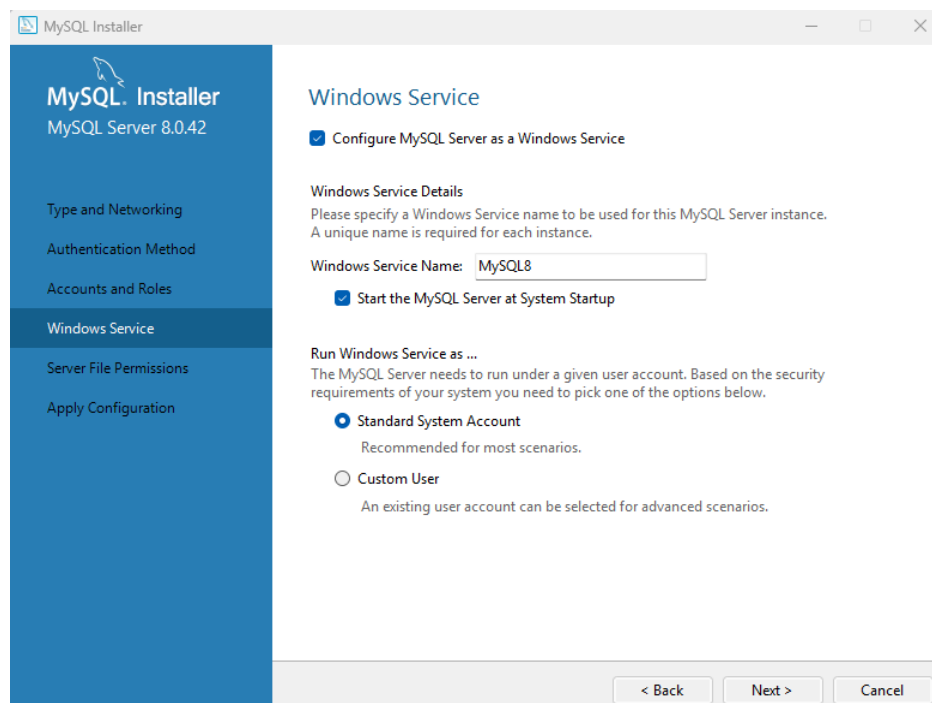 MySQL Installer
MySQL. Installer
MySQL Server 8.0.42
Type and Networking
Authentication Method
Accounts and Roles
Windows Service
Server File Permissions
Apply Configuration
Windows Service
Configure MySQL Server as a Windows Service
Windows Service Details
Please specify a Windows Service name to be used for this MySQL Server instance.
A unique name is required for each instance.
Windows Service Name: MySQL8
Start the MySQL Server at System Startup
Run Windows Service as ...
The MySQL Server needs to run under a given user account. Based on the security
requirements of your system you need to pick one of the options below.
Standard System Account
Recommended for most scenarios.
Custom User
An existing user account can be selected for advanced scenarios.
< Back Next > Cancel